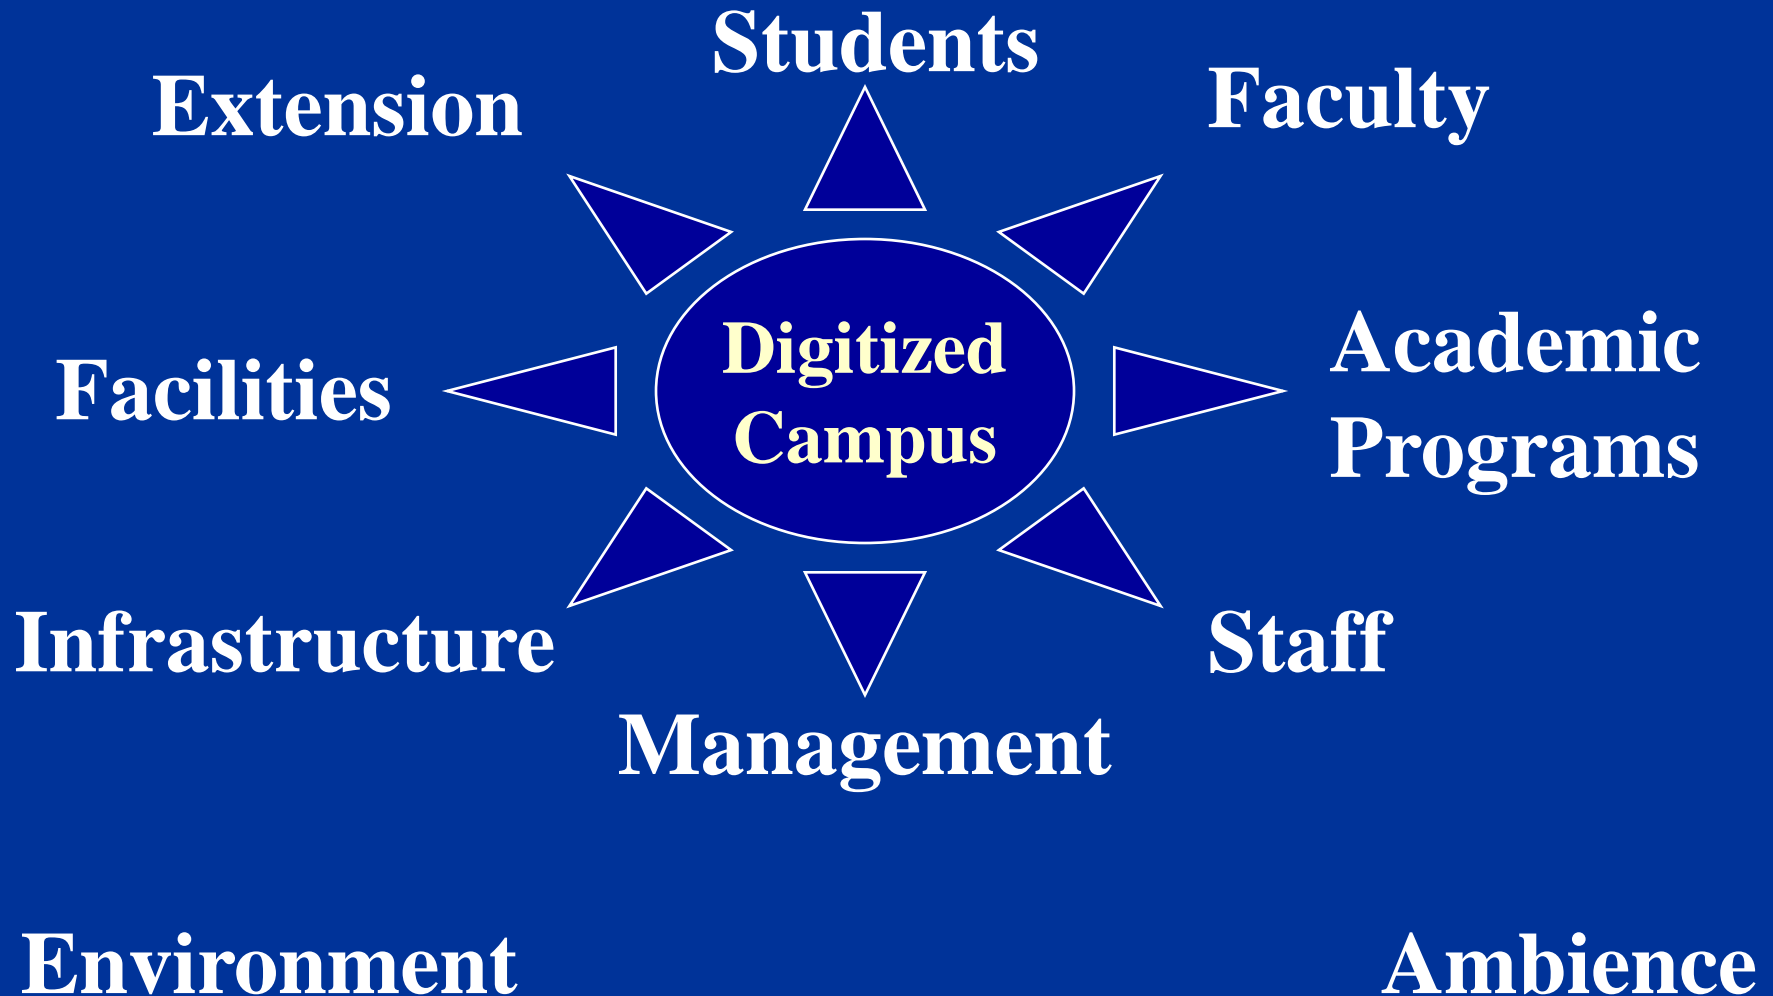 Students
Extension
Faculty
Digitized
Campus
Facilities
Academic
Programs
Infrastructure
Staff
Management
Environment
Ambience